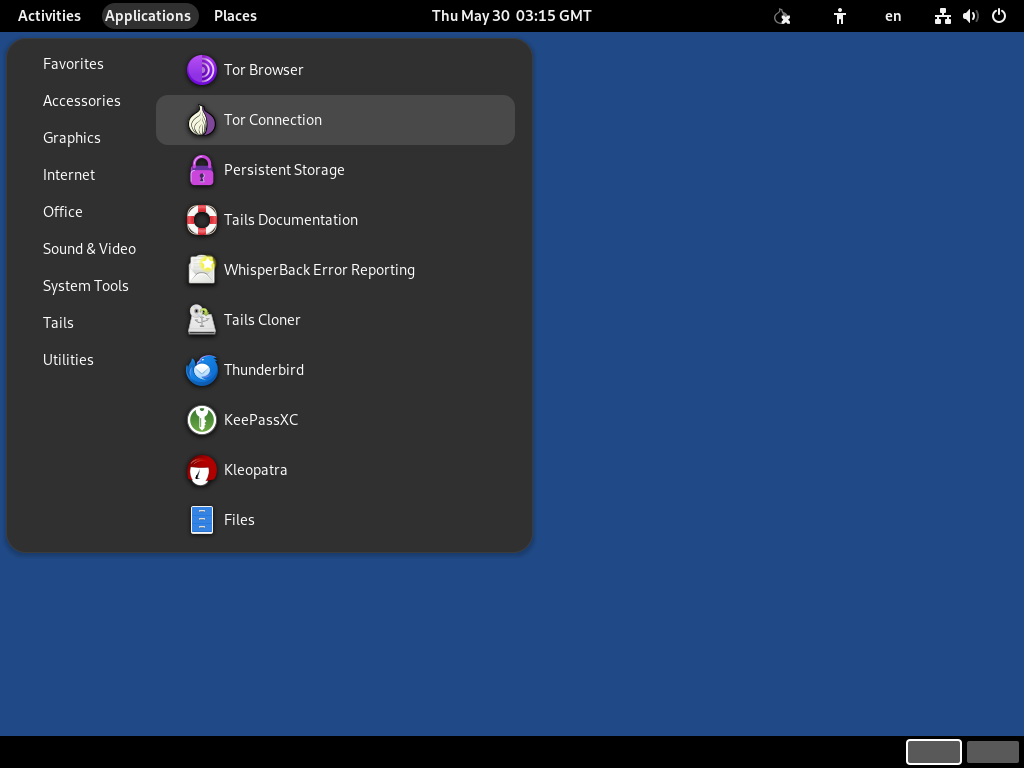 Activities Applications Places Thu May 30 03:15 GMT en
Favorites
Accessories
Graphics
Internet
Office
Sound & Video
System Tools
Tails
Utilities
Tor Browser
Tor Connection
Persistent Storage
Tails Documentation
WhisperBack Error Reporting
Tails Cloner
Thunderbird
KeePassXC
Kleopatra
Files